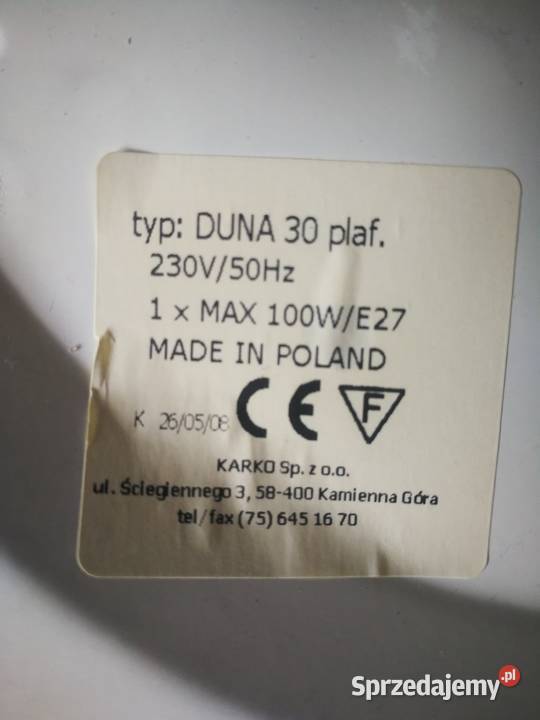 typ: DUNA 30 plaf.
230V/50Hz
1 x MAX 100W/E27
MADE IN POLAND
K 26/05/08 CE F
KARKO Sp. z o.o.
ul. Ściegiennego 3, 58-400 Kamienna Góra
tel/fax (75) 645 16 70
Sprzedajemy.pl